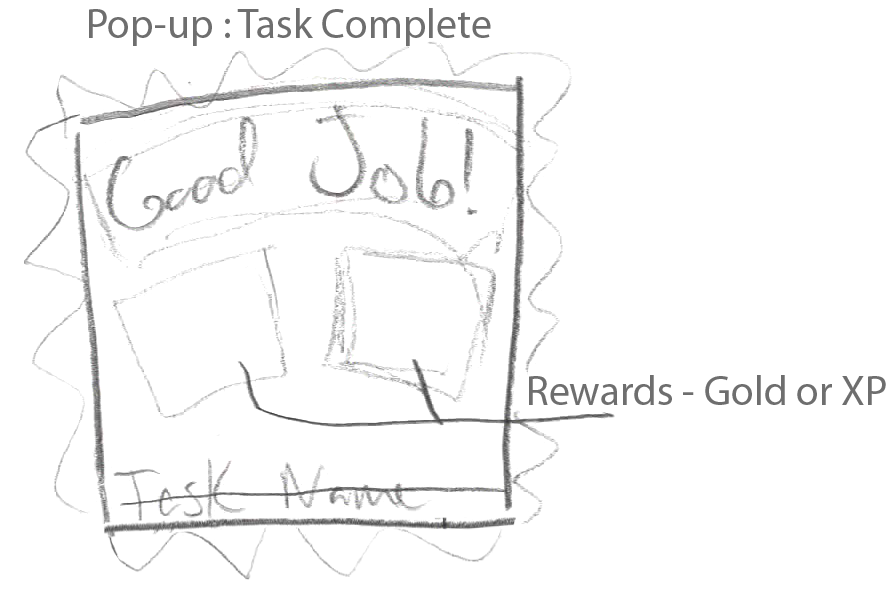 Pop-up : Task Complete
Good Job!
Rewards - Gold or XP
Task Name